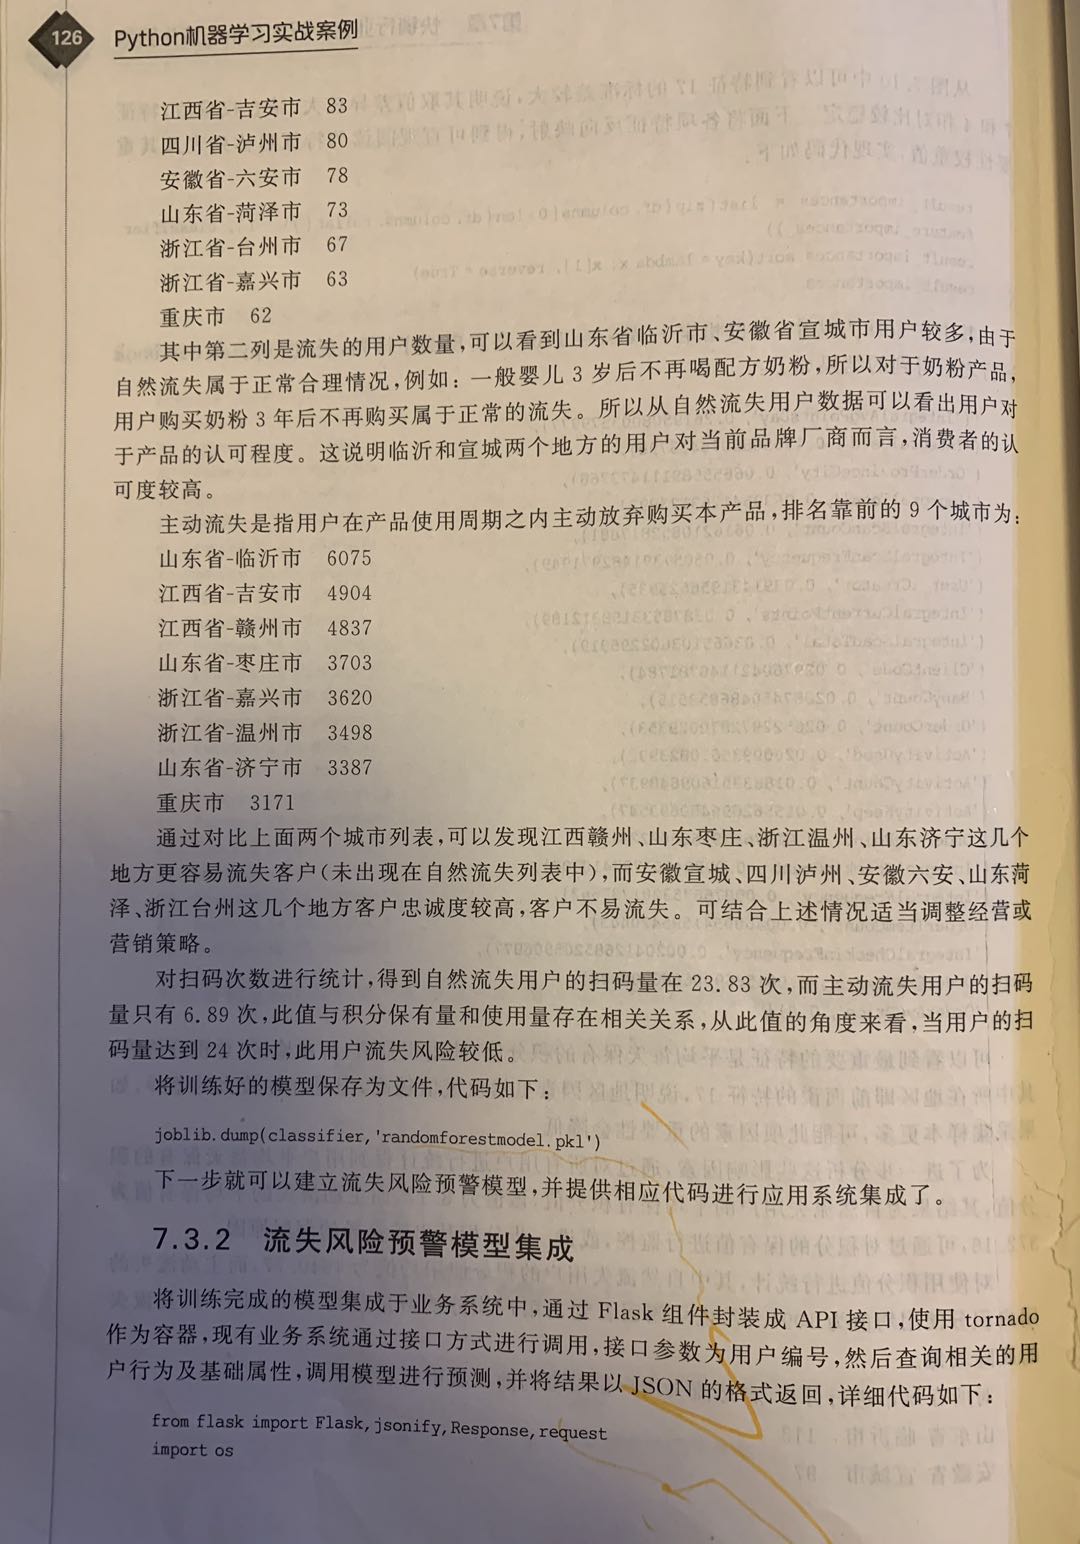 126 Python机器学习实战案例
江西省-吉安市 83
四川省-泸州市 80
安徽省-六安市 78
山东省-菏泽市 73
浙江省-台州市 67
浙江省-嘉兴市 63
重庆市 62
其中第二列是流失的用户数量，可以看到山东省临沂市、安徽省宣城市用户较多，由于
自然流失属于正常合理情况，例如：一般婴儿 3 岁后不再喝配方奶粉，所以对于奶粉产品，
用户购买奶粉 3 年后不再购买属于正常的流失。所以从自然流失用户数据可以看出用户对
于产品的认可程度。这说明临沂和宣城两个地方的用户对当前品牌厂商而言，消费者的认
可度较高。
主动流失是指用户在产品使用周期之内主动放弃购买本产品，排名靠前的 9 个城市为：
山东省-临沂市 6075
江西省-吉安市 4904
江西省-赣州市 4837
山东省-枣庄市 3703
浙江省-嘉兴市 3620
浙江省-温州市 3498
山东省-济宁市 3387
重庆市 3171
通过对比上面两个城市列表，可以发现江西赣州、山东枣庄、浙江温州、山东济宁这几个
地方更容易流失客户(未出现在自然流失列表中)，而安徽宣城、四川泸州、安徽六安、山东菏
泽、浙江台州这几个地方客户忠诚度较高，客户不易流失。可结合上述情况适当调整经营或
营销策略。
对扫码次数进行统计，得到自然流失用户的扫码量在 23.83 次，而主动流失用户的扫码
量只有 6.89 次，此值与积分保有量和使用量存在相关关系，从此值的角度来看，当用户的扫
码量达到 24 次时，此用户流失风险较低。
将训练好的模型保存为文件，代码如下：
joblib.dump(classifier,'randomforestmodel.pkl')
下一步就可以建立流失风险预警模型，并提供相应代码进行应用系统集成了。
7.3.2 流失风险预警模型集成
将训练完成的模型集成于业务系统中，通过 Flask 组件封装成 API 接口，使用 tornado
作为容器，现有业务系统通过接口方式进行调用，接口参数为用户编号，然后查询相关的用
户行为及基础属性，调用模型进行预测，并将结果以 JSON 的格式返回，详细代码如下：
from flask import Flask,jsonify,Response,request
import os